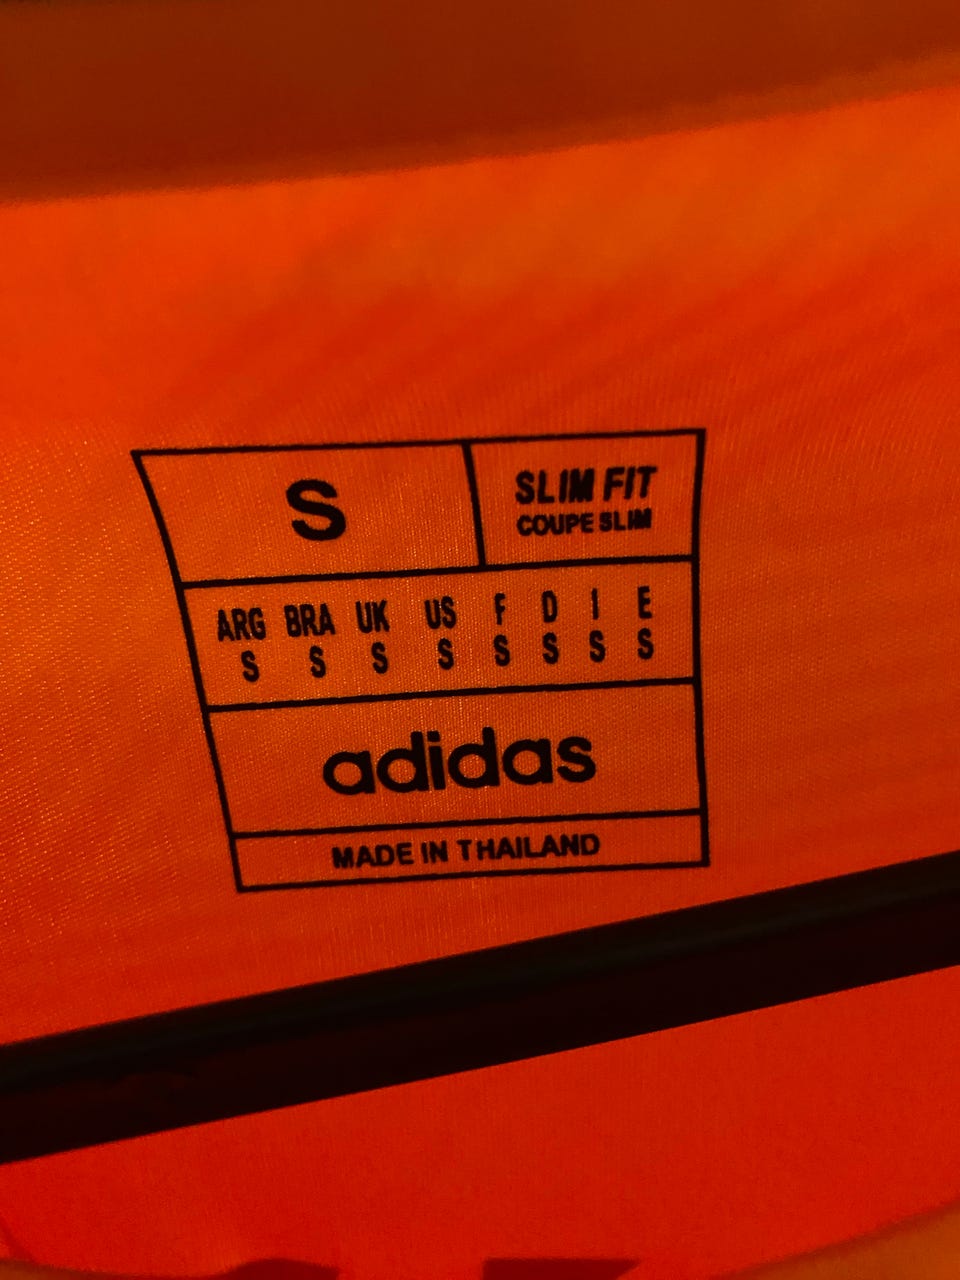 S
SLIM FIT
COUPE SLIM
ARG BRA UK US F D I E
S S S S S S S S
adidas
MADE IN THAILAND